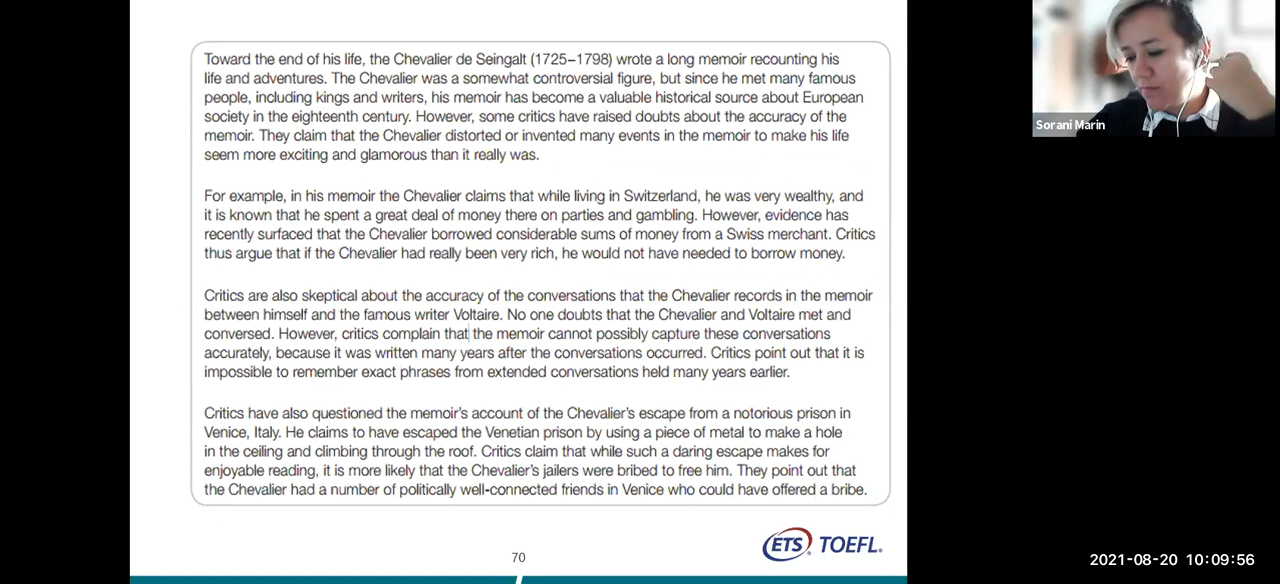 Toward the end of his life, the Chevalier de Seingalt (1725–1798) wrote a long memoir recounting his
life and adventures. The Chevalier was a somewhat controversial figure, but since he met many famous
people, including kings and writers, his memoir has become a valuable historical source about European
society in the eighteenth century. However, some critics have raised doubts about the accuracy of the
memoir. They claim that the Chevalier distorted or invented many events in the memoir to make his life
seem more exciting and glamorous than it really was.
For example, in his memoir the Chevalier claims that while living in Switzerland, he was very wealthy, and
it is known that he spent a great deal of money there on parties and gambling. However, evidence has
recently surfaced that the Chevalier borrowed considerable sums of money from a Swiss merchant. Critics
thus argue that if the Chevalier had really been very rich, he would not have needed to borrow money.
Critics are also skeptical about the accuracy of the conversations that the Chevalier records in the memoir
between himself and the famous writer Voltaire. No one doubts that the Chevalier and Voltaire met and
conversed. However, critics complain that the memoir cannot possibly capture these conversations
accurately, because it was written many years after the conversations occurred. Critics point out that it is
impossible to remember exact phrases from extended conversations held many years earlier.
Critics have also questioned the memoir's account of the Chevalier's escape from a notorious prison in
Venice, Italy. He claims to have escaped the Venetian prison by using a piece of metal to make a hole
in the ceiling and climbing through the roof. Critics claim that while such a daring escape makes for
enjoyable reading, it is more likely that the Chevalier's jailers were bribed to free him. They point out that
the Chevalier had a number of politically well-connected friends in Venice who could have offered a bribe.
70
ETS TOEFL.
Sorani Marin
2021-08-20 10:09:56